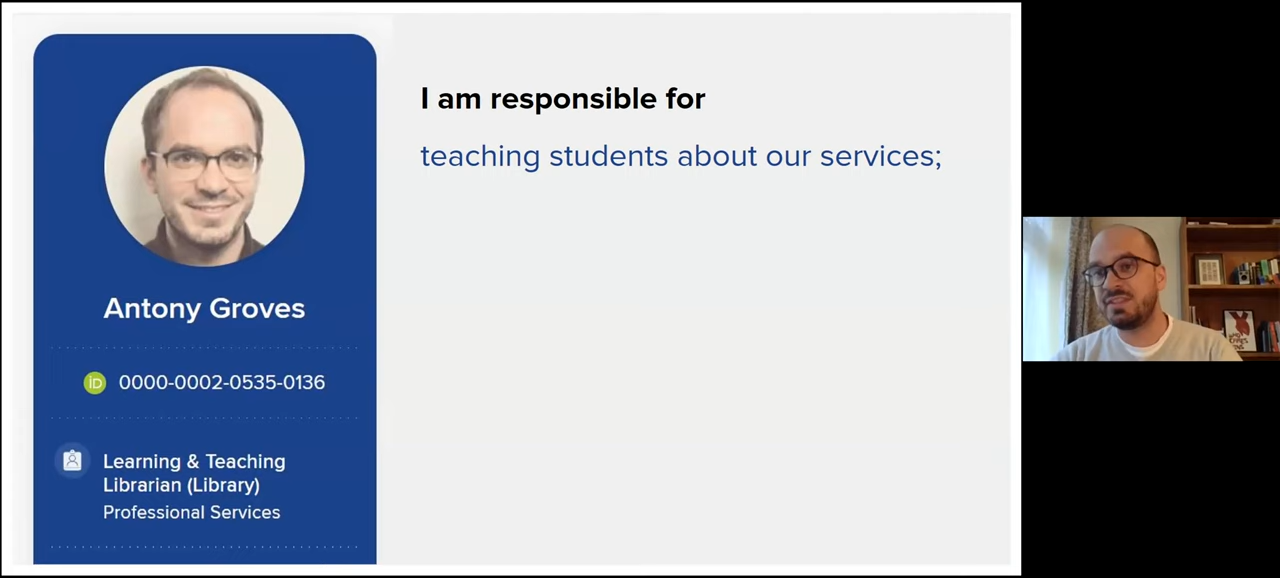 I am responsible for
teaching students about our services;
Antony Groves
iD 0000-0002-0535-0136
Learning & Teaching
Librarian (Library)
Professional Services